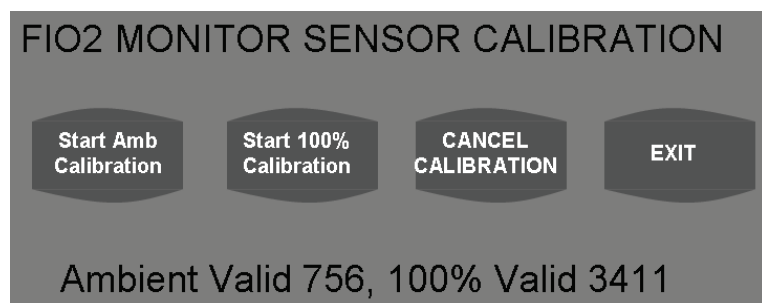 FIO2 MONITOR SENSOR CALIBRATION
Start Amb
Calibration
Start 100%
Calibration
CANCEL
CALIBRATION
EXIT
Ambient Valid 756, 100% Valid 3411